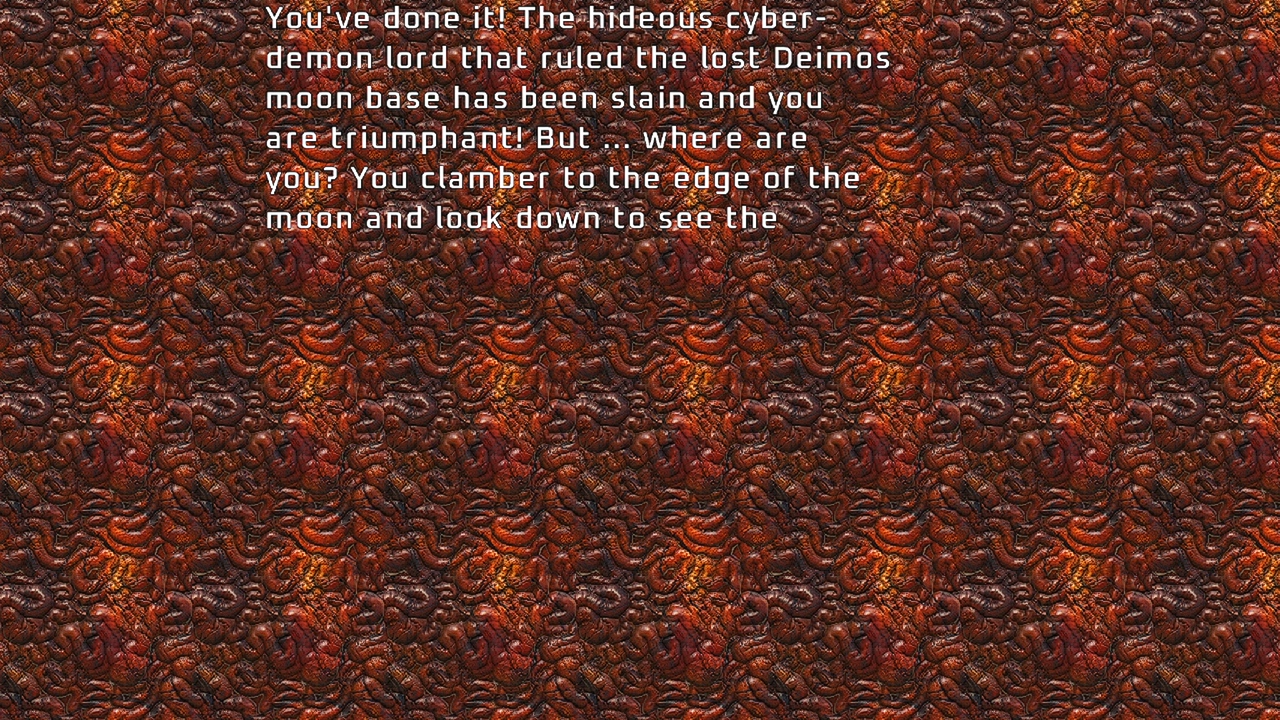 You've done it! The hideous cyber-
demon lord that ruled the lost Deimos
moon base has been slain and you
are triumphant! But ... where are
you? You clamber to the edge of the
moon and look down to see the